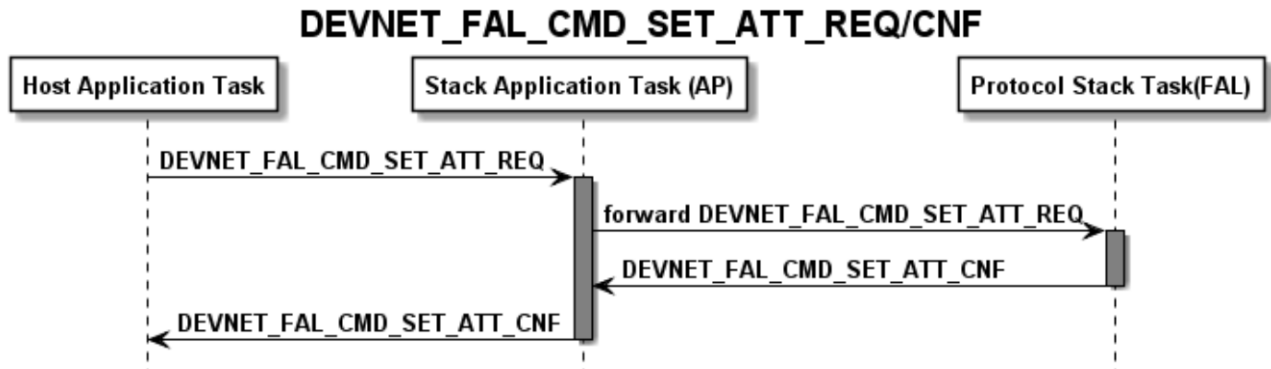 DEVNET_FAL_CMD_SET_ATT_REQ/CNF
Host Application Task
Stack Application Task (AP)
Protocol Stack Task(FAL)
DEVNET_FAL_CMD_SET_ATT_REQ
forward DEVNET_FAL_CMD_SET_ATT_REQ
DEVNET_FAL_CMD_SET_ATT_CNF
DEVNET_FAL_CMD_SET_ATT_CNF